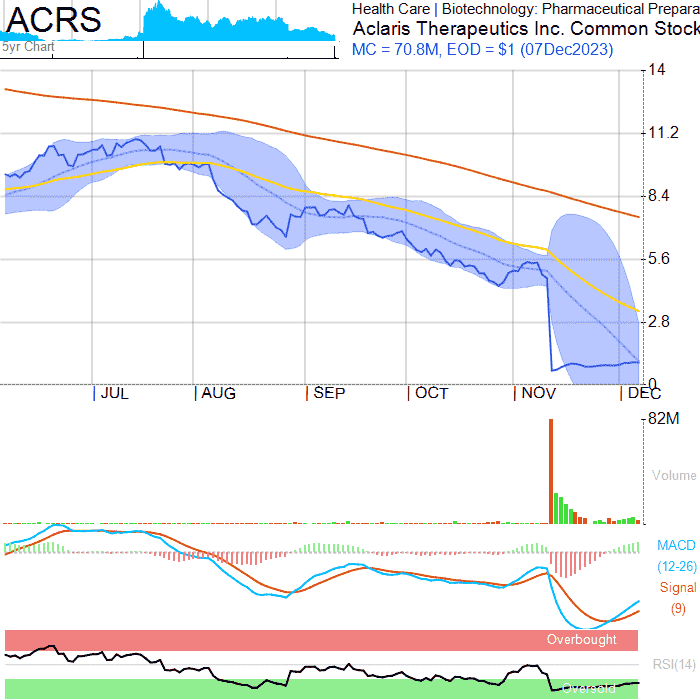 ACRS
5yr Chart
Health Care | Biotechnology: Pharmaceutical Prepara
Aclaris Therapeutics Inc. Common Stock
MC = 70.8M, EOD = $1 (07Dec2023)
14
11.2
8.4
5.6
2.8
0
JUL AUG SEP OCT NOV DEC
82M
Volume
MACD
(12-26)
Signal
(9)
Overbought
RSI(14)
Oversold